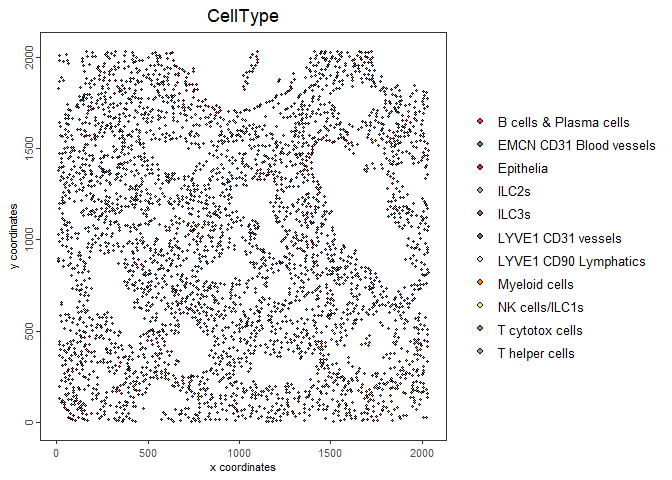 CellType
y coordinates
2000
1500
1000
500
0
0
500
1000
1500
2000
x coordinates
B cells & Plasma cells
EMCN CD31 Blood vessels
Epithelia
ILC2s
ILC3s
LYVE1 CD31 vessels
LYVE1 CD90 Lymphatics
Myeloid cells
NK cells/ILC1s
T cytotox cells
T helper cells